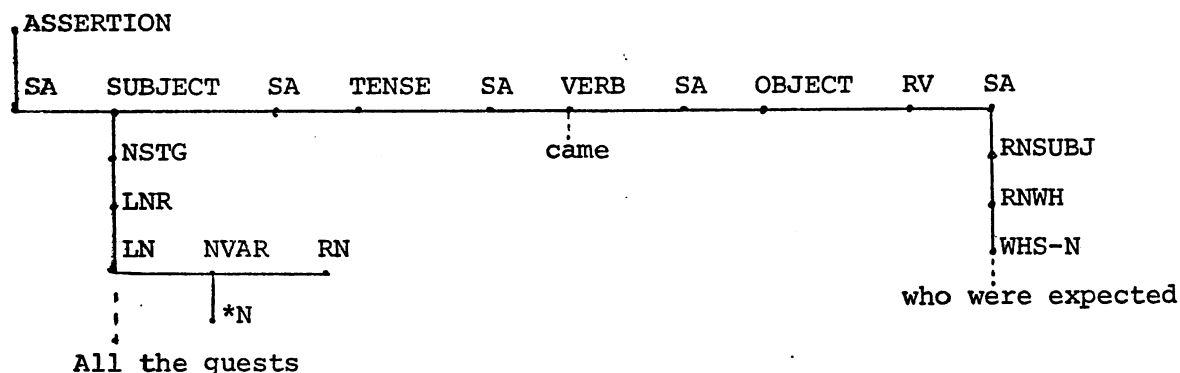 ASSERTION
SA SUBJECT SA TENSE SA VERB SA OBJECT RV SA
NSTG came RNSUBJ
LNR RNWH
LN NVAR RN WHS-N
who were expected
*N
All the guests